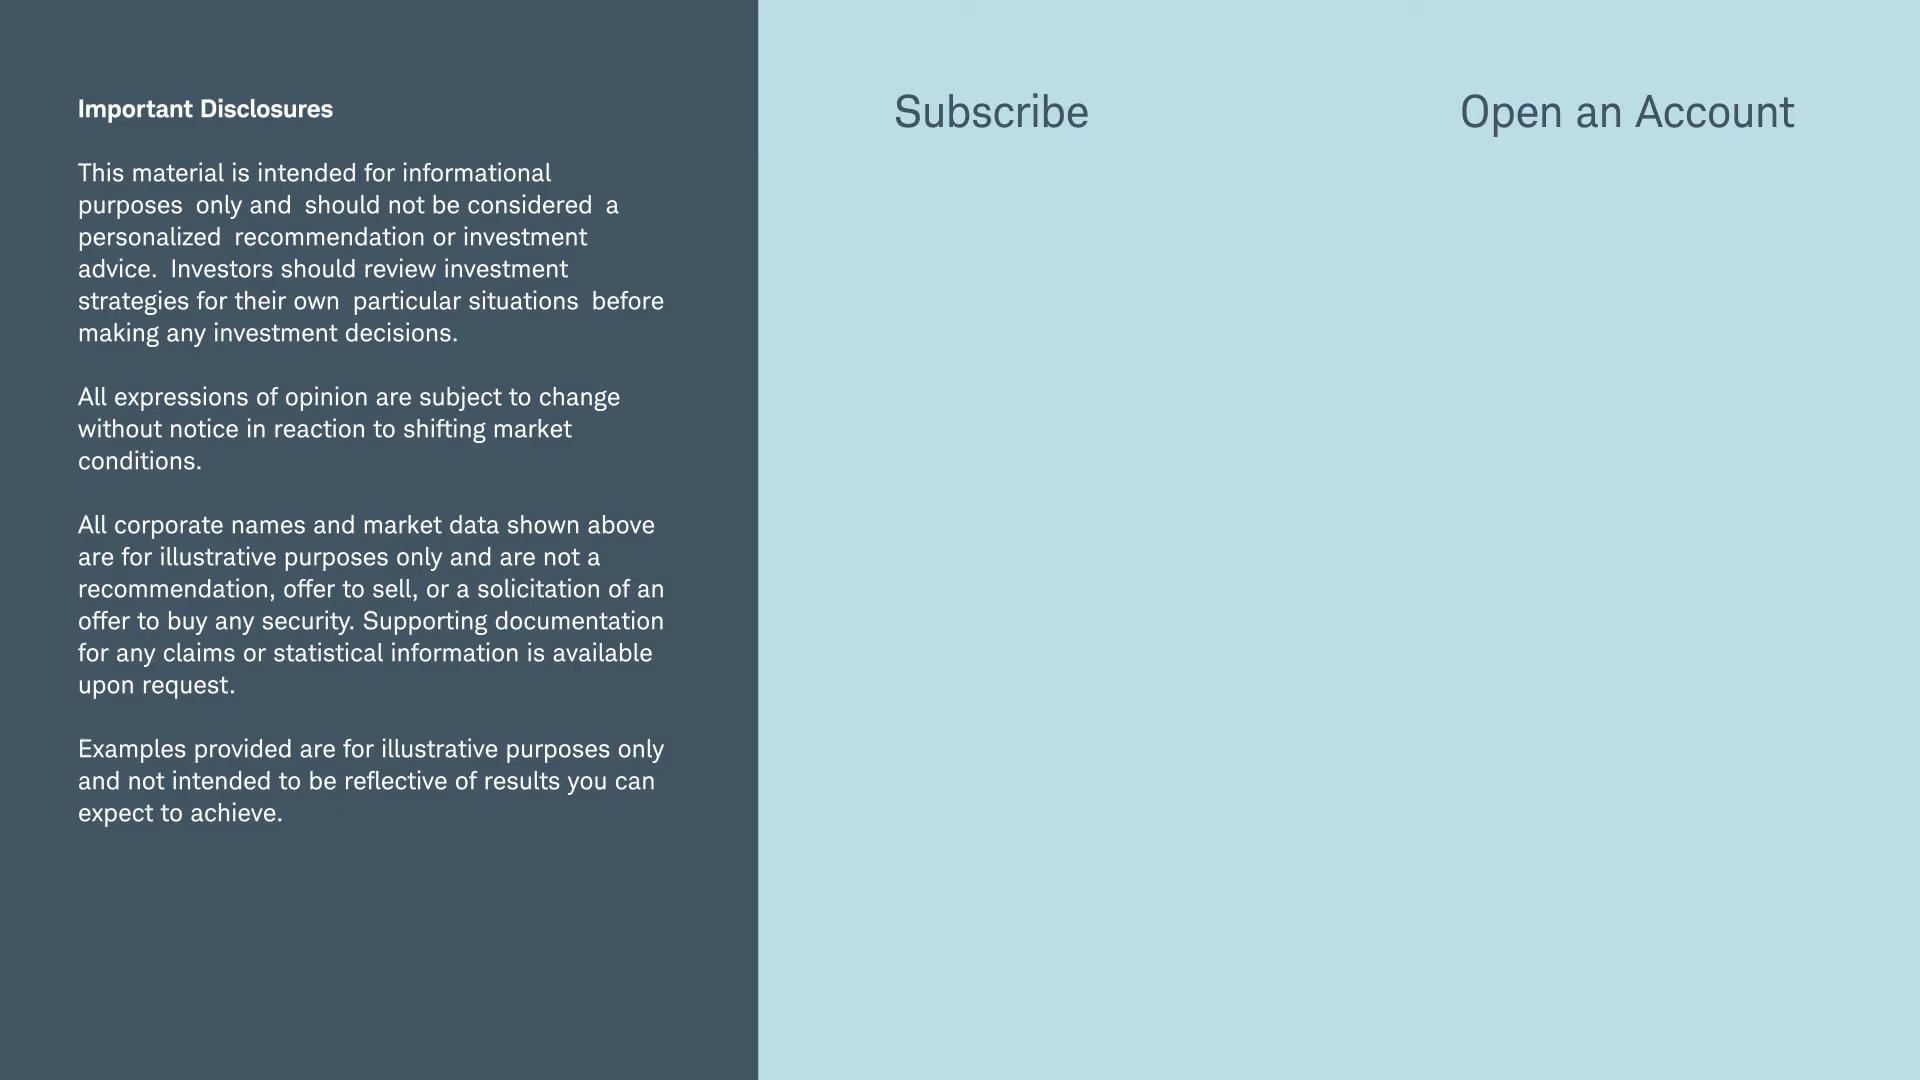 Important Disclosures
This material is intended for informational
purposes only and should not be considered a
personalized recommendation or investment
advice. Investors should review investment
strategies for their own particular situations before
making any investment decisions.
All expressions of opinion are subject to change
without notice in reaction to shifting market
conditions.
All corporate names and market data shown above
are for illustrative purposes only and are not a
recommendation, offer to sell, or a solicitation of an
offer to buy any security. Supporting documentation
for any claims or statistical information is available
upon request.
Examples provided are for illustrative purposes only
and not intended to be reflective of results you can
expect to achieve.
Subscribe
Open an Account